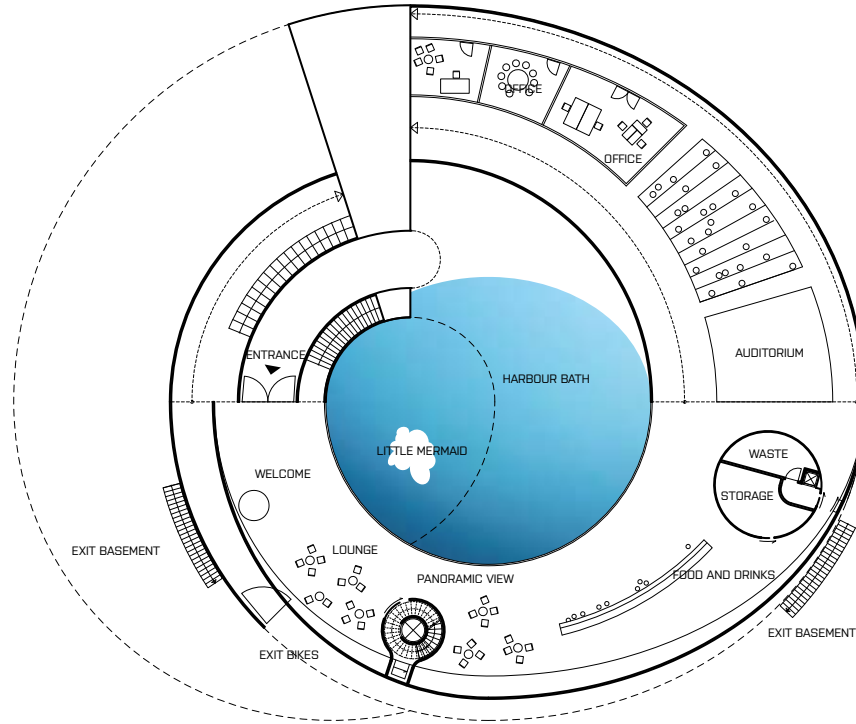 OFFICE
OFFICE
AUDITORIUM
ENTRANCE
HARBOUR BATH
LITTLE MERMAID
WELCOME
WASTE
STORAGE
EXIT BASEMENT
LOUNGE
PANORAMIC VIEW
FOOD AND DRINKS
EXIT BIKES
EXIT BASEMENT